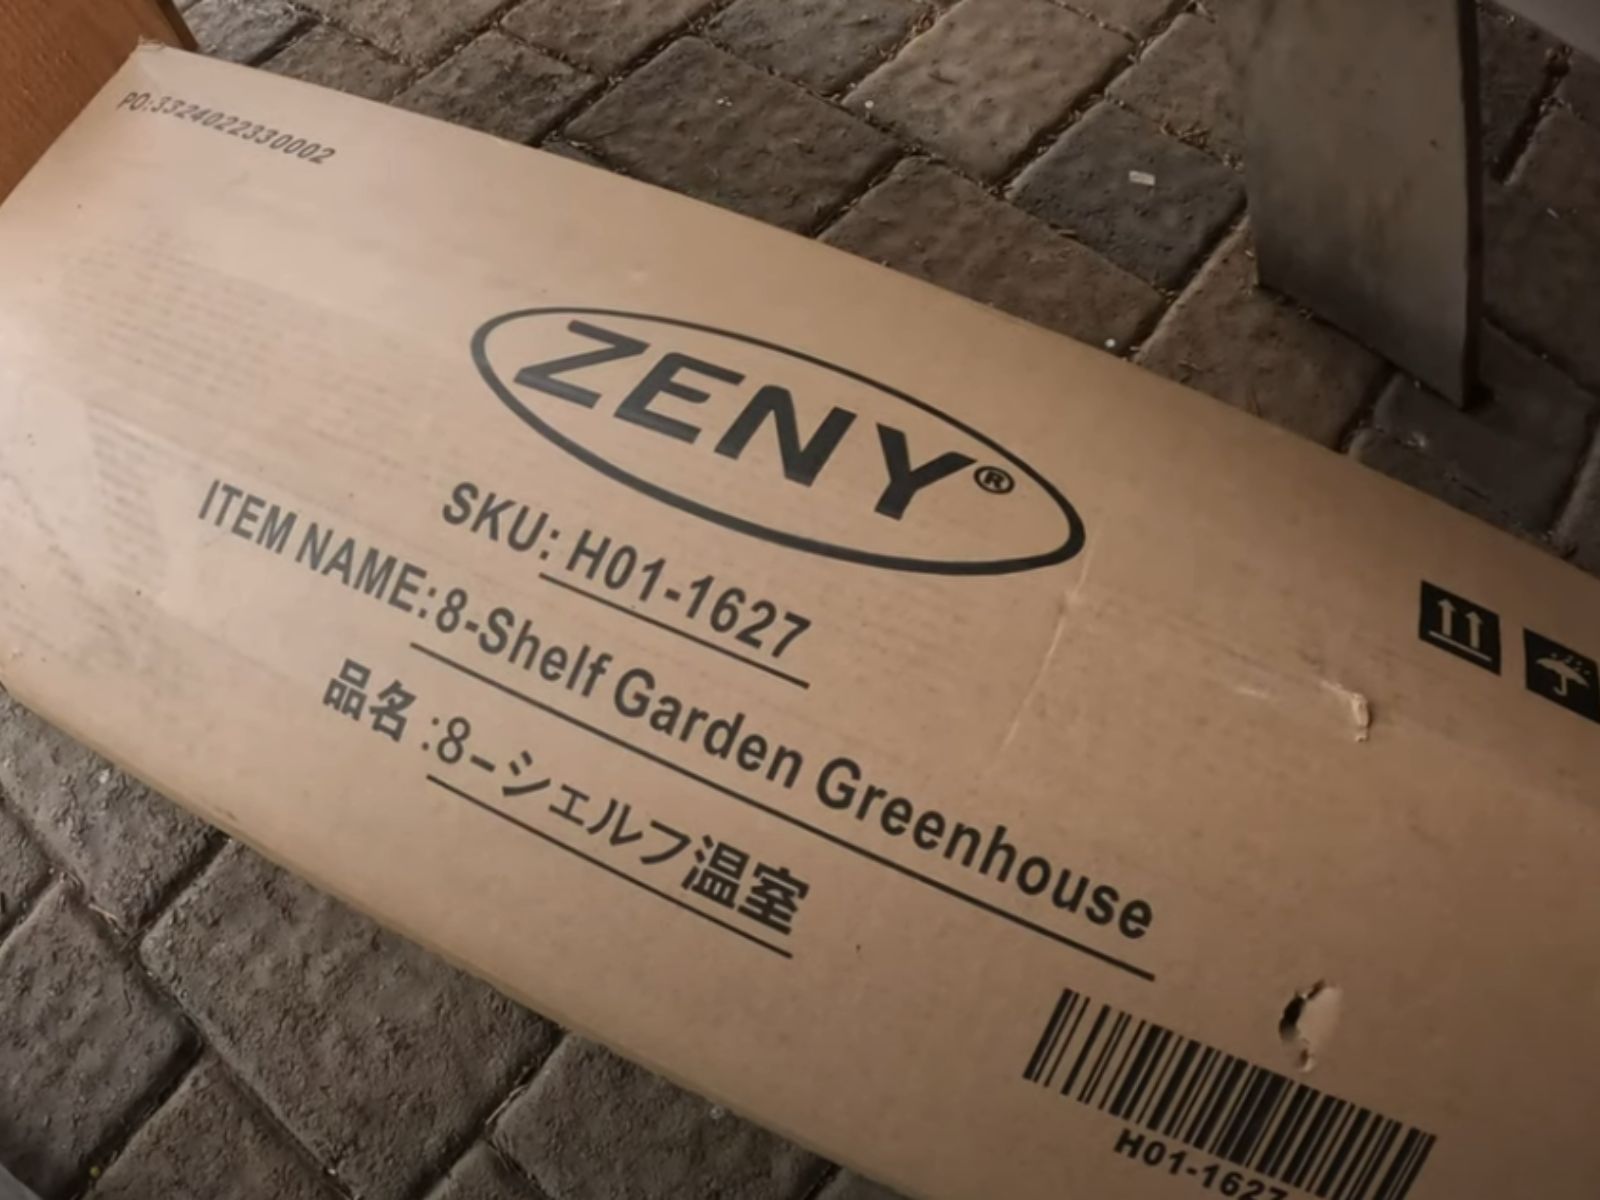 PO:3324022330002
ZENY®
SKU: H01-1627
ITEM NAME:8-Shelf Garden Greenhouse
品名:8-シェルフ温室
H01-1627